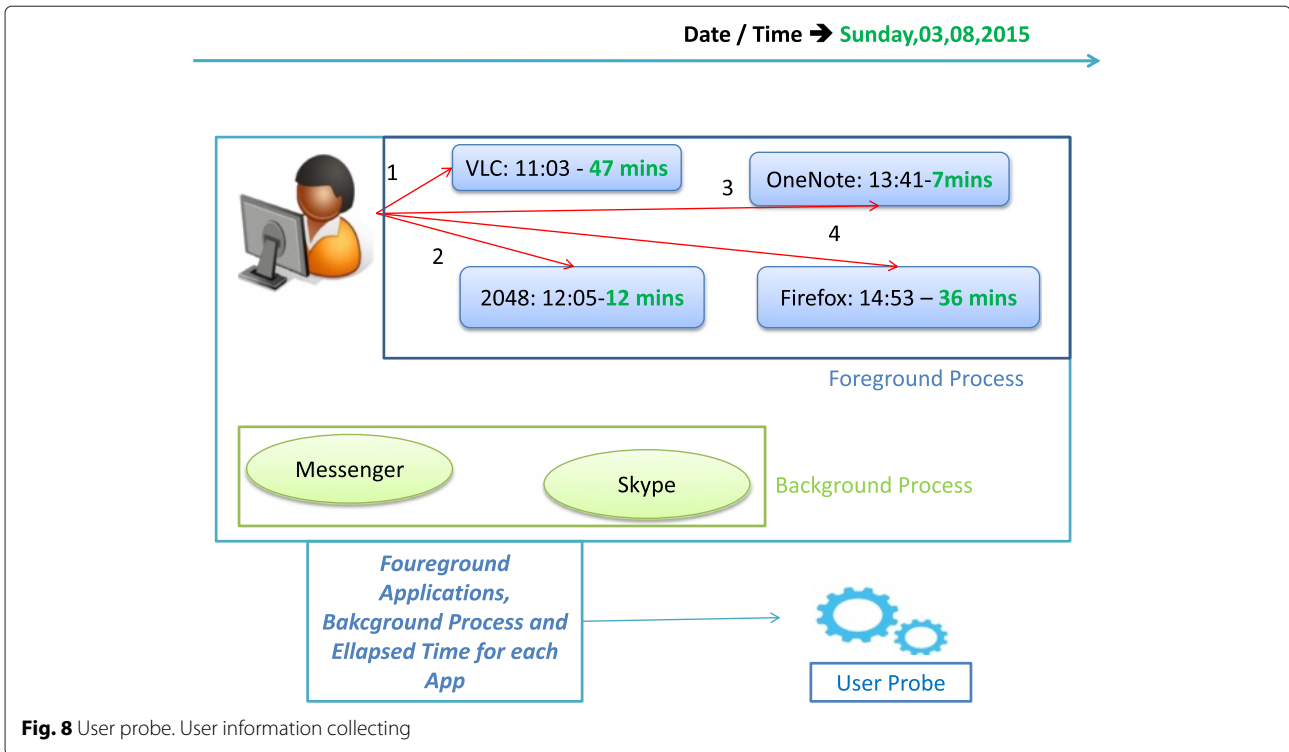 Date / Time ➔ Sunday,03,08,2015
1
VLC: 11:03 - 47 mins
3
OneNote: 13:41-7mins
2
4
2048: 12:05-12 mins
Firefox: 14:53 – 36 mins
Foreground Process
Messenger
Skype
Background Process
Foureground
Applications,
Bakcground Process and
Ellapsed Time for each
App
User Probe
Fig. 8 User probe. User information collecting